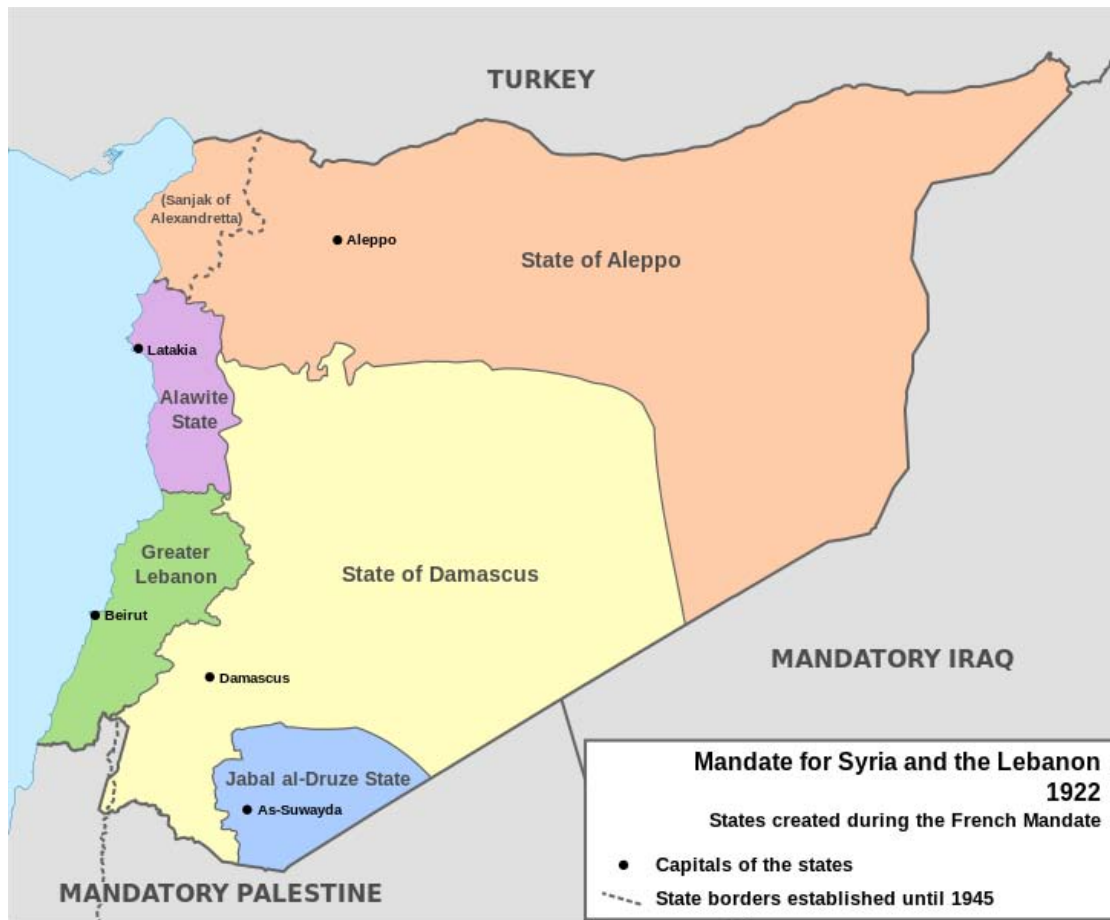 TURKEY
(Sanjak of
Alexandretta)
Aleppo
State of Aleppo
Latakia
Alawite
State
Greater
Lebanon
State of Damascus
Beirut
MANDATORY IRAQ
Damascus
Jabal al-Druze State
As-Suwayda
MANDATORY PALESTINE
Mandate for Syria and the Lebanon
1922
States created during the French Mandate
Capitals of the states
State borders established until 1945